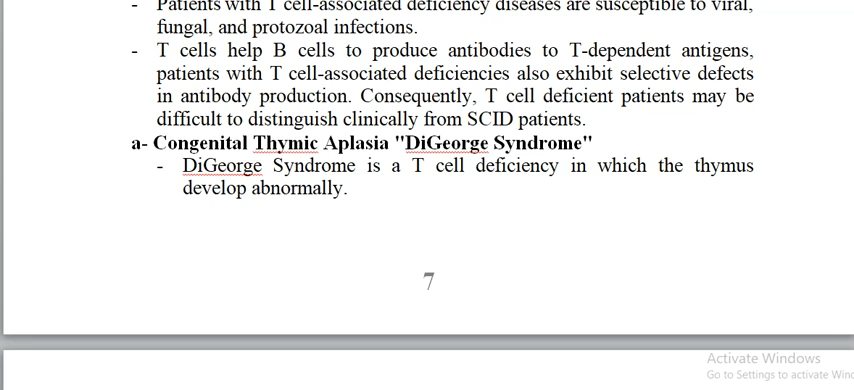 - Patients with T cell-associated deficiency diseases are susceptible to viral,
fungal, and protozoal infections.
- T cells help B cells to produce antibodies to T-dependent antigens,
patients with T cell-associated deficiencies also exhibit selective defects
in antibody production. Consequently, T cell deficient patients may be
difficult to distinguish clinically from SCID patients.
a- Congenital Thymic Aplasia "DiGeorge Syndrome"
- DiGeorge Syndrome is a T cell deficiency in which the thymus
develop abnormally.
7
Activate Windows
Go to Settings to activate Wind